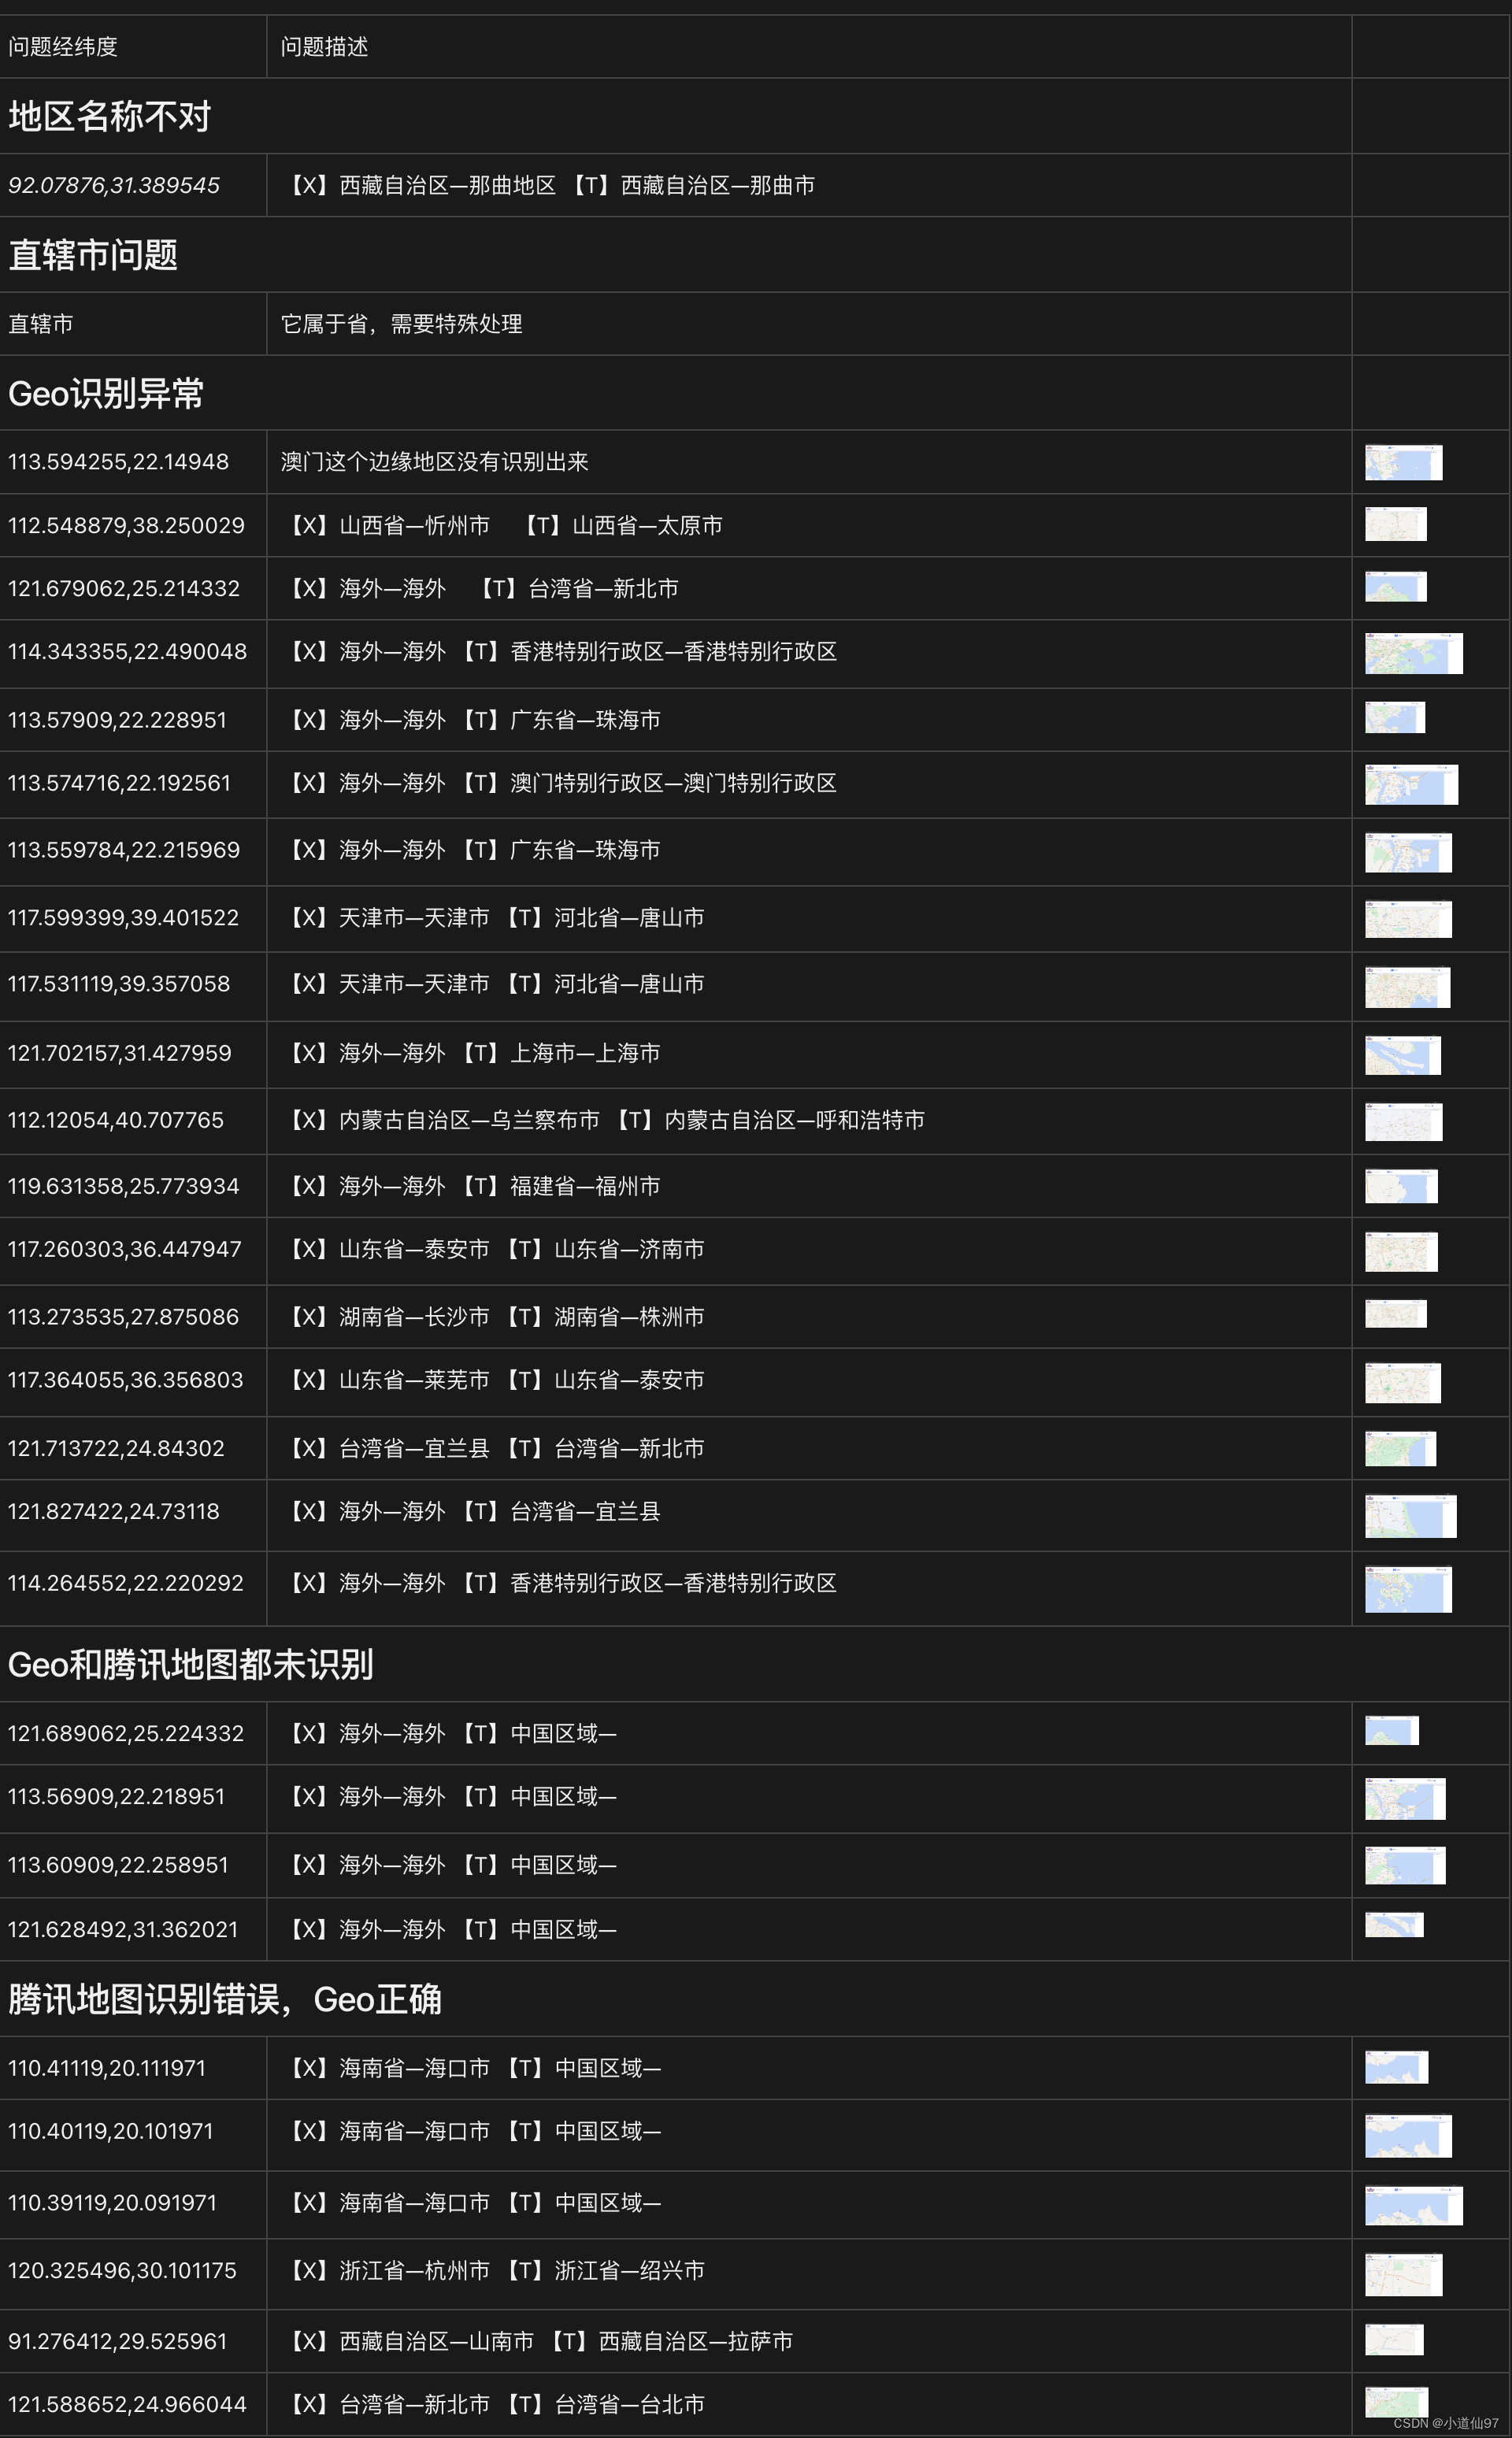 问题经纬度 问题描述
地区名称不对
92.07876,31.389545 【X】西藏自治区—那曲地区 【T】西藏自治区—那曲市
直辖市问题
直辖市 它属于省，需要特殊处理
Geo识别异常
113.594255,22.14948 澳门这个边缘地区没有识别出来
112.548879,38.250029 【X】山西省—忻州市 【T】山西省—太原市
121.679062,25.214332 【X】海外—海外 【T】台湾省—新北市
114.343355,22.490048 【X】海外—海外 【T】香港特别行政区—香港特别行政区
113.57909,22.228951 【X】海外—海外 【T】广东省—珠海市
113.574716,22.192561 【X】海外—海外 【T】澳门特别行政区—澳门特别行政区
113.559784,22.215969 【X】海外—海外 【T】广东省—珠海市
117.599399,39.401522 【X】天津市—天津市 【T】河北省—唐山市
117.531119,39.357058 【X】天津市—天津市 【T】河北省—唐山市
121.702157,31.427959 【X】海外—海外 【T】上海市—上海市
112.12054,40.707765 【X】内蒙古自治区—乌兰察布市 【T】内蒙古自治区—呼和浩特市
119.631358,25.773934 【X】海外—海外 【T】福建省—福州市
117.260303,36.447947 【X】山东省—泰安市 【T】山东省—济南市
113.273535,27.875086 【X】湖南省—长沙市 【T】湖南省—株洲市
117.364055,36.356803 【X】山东省—莱芜市 【T】山东省—泰安市
121.713722,24.84302 【X】台湾省—宜兰县 【T】台湾省—新北市
121.827422,24.73118 【X】海外—海外 【T】台湾省—宜兰县
114.264552,22.220292 【X】海外—海外 【T】香港特别行政区—香港特别行政区
Geo和腾讯地图都未识别
121.689062,25.224332 【X】海外—海外 【T】中国区域—
113.56909,22.218951 【X】海外—海外 【T】中国区域—
113.60909,22.258951 【X】海外—海外 【T】中国区域—
121.628492,31.362021 【X】海外—海外 【T】中国区域—
腾讯地图识别错误，Geo正确
110.41119,20.111971 【X】海南省—海口市 【T】中国区域—
110.40119,20.101971 【X】海南省—海口市 【T】中国区域—
110.39119,20.091971 【X】海南省—海口市 【T】中国区域—
120.325496,30.101175 【X】浙江省—杭州市 【T】浙江省—绍兴市
91.276412,29.525961 【X】西藏自治区—山南市 【T】西藏自治区—拉萨市
121.588652,24.966044 【X】台湾省—新北市 【T】台湾省—台北市
CSDN @小道仙97